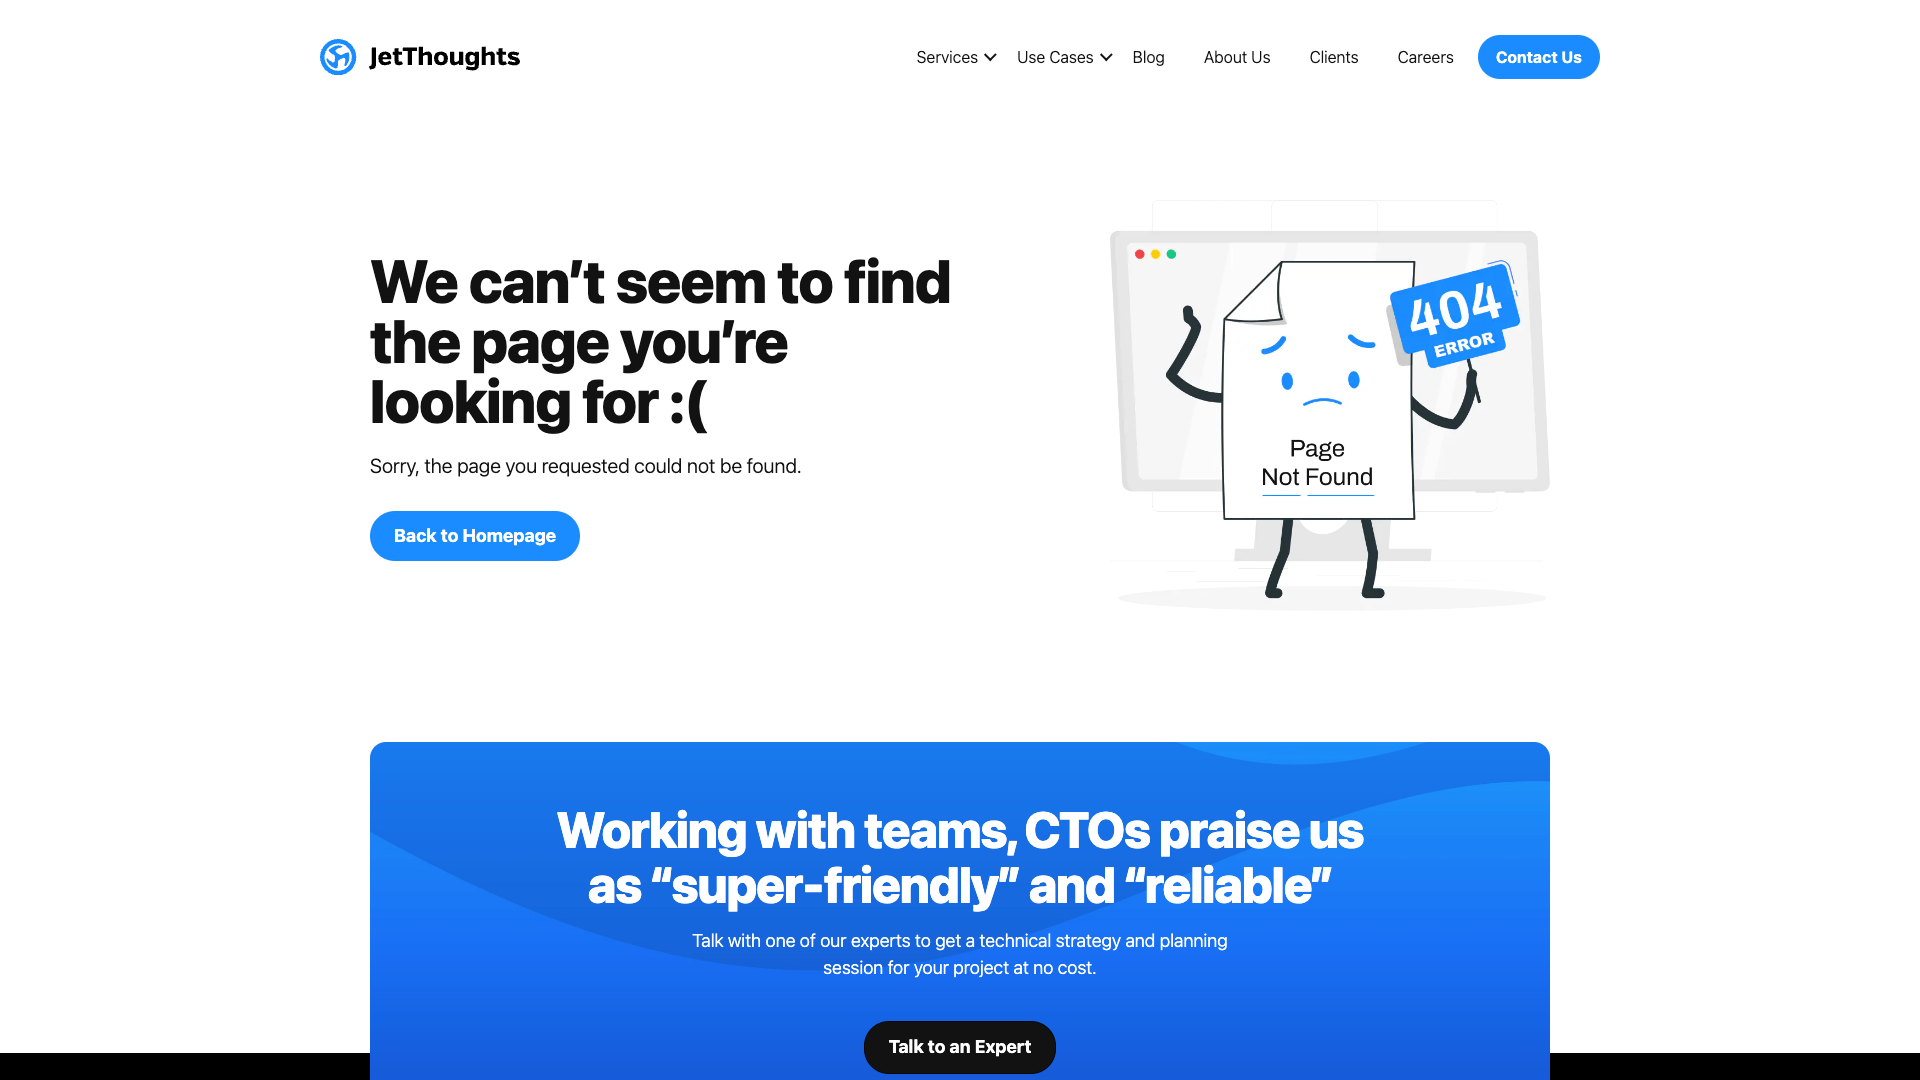 JetThoughts
Services
Use Cases
Blog
About Us
Clients
Careers
Contact Us
We can’t seem to find
the page you’re
looking for :(
Sorry, the page you requested could not be found.
Back to Homepage
404
ERROR
Page
Not Found
Working with teams, CTOs praise us
as “super-friendly” and “reliable”
Talk with one of our experts to get a technical strategy and planning
session for your project at no cost.
Talk to an Expert